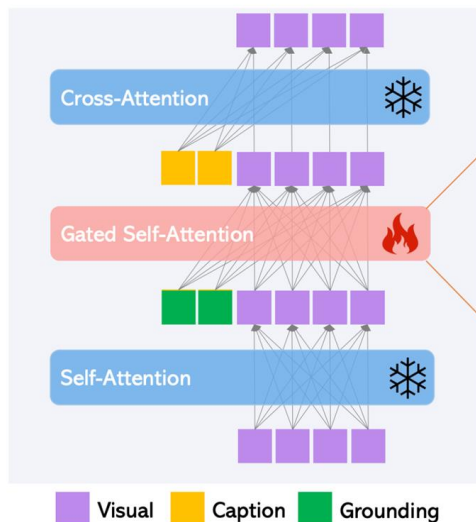 Cross-Attention
Gated Self-Attention
Self-Attention
Visual Caption Grounding